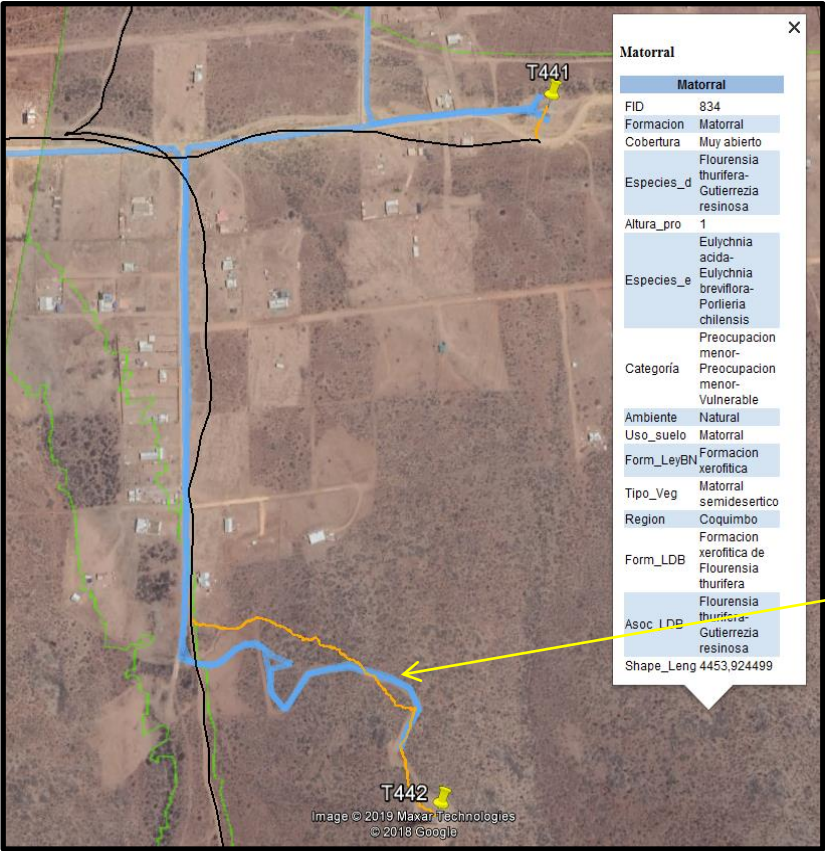 T441
T442
Image © 2019 Maxar Technologies
© 2018 Google
Matorral
Matorral
FID 834
Formacion Matorral
Cobertura Muy abierto
Especies_d Flourensia
thurifera-
Gutierrezia
resinosa
Altura_pro 1
Especies_e Eulychnia
acida-
Eulychnia
breviflora-
Porlieria
chilensis
Categoría Preocupacion
menor-
Preocupacion
menor-
Vulnerable
Ambiente Natural
Uso_suelo Matorral
Form_LeyBN Formacion
xerofitica
Tipo_Veg Matorral
semidesertico
Region Coquimbo
Form_LDB Formacion
xerofitica de
Flourensia
thurifera
Asoc_LDB Flourensia
thurifera-
Gutierrezia
resinosa
Shape_Leng 4453,924499